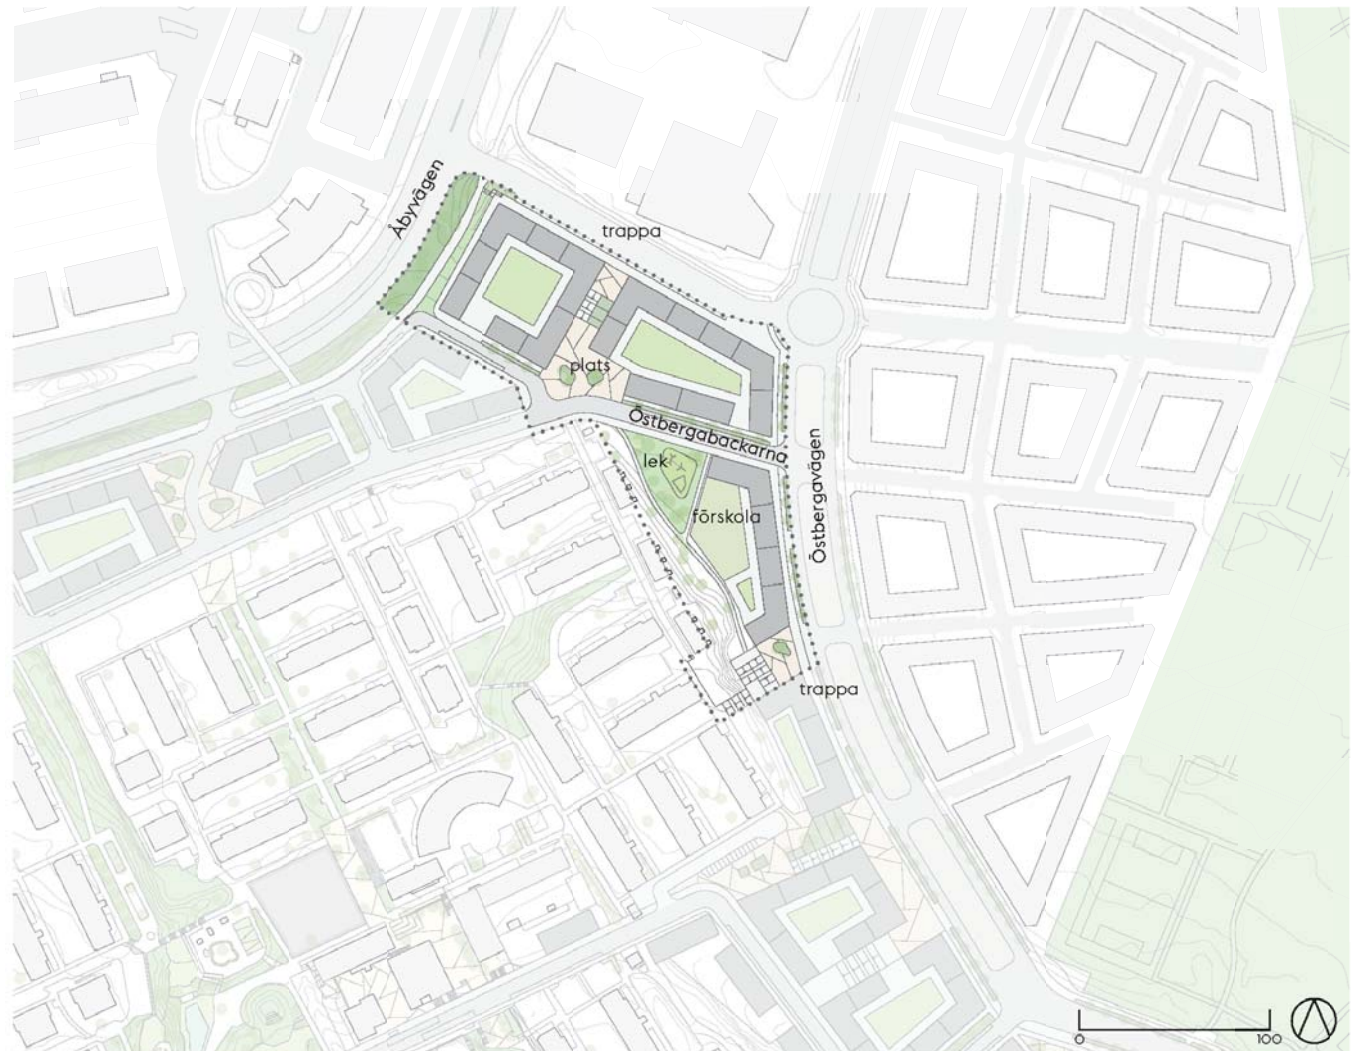 Åbyvägen
trappa
plats
Östbergabackarna
lek
förskola
Östbergavägen
trappa
0
100